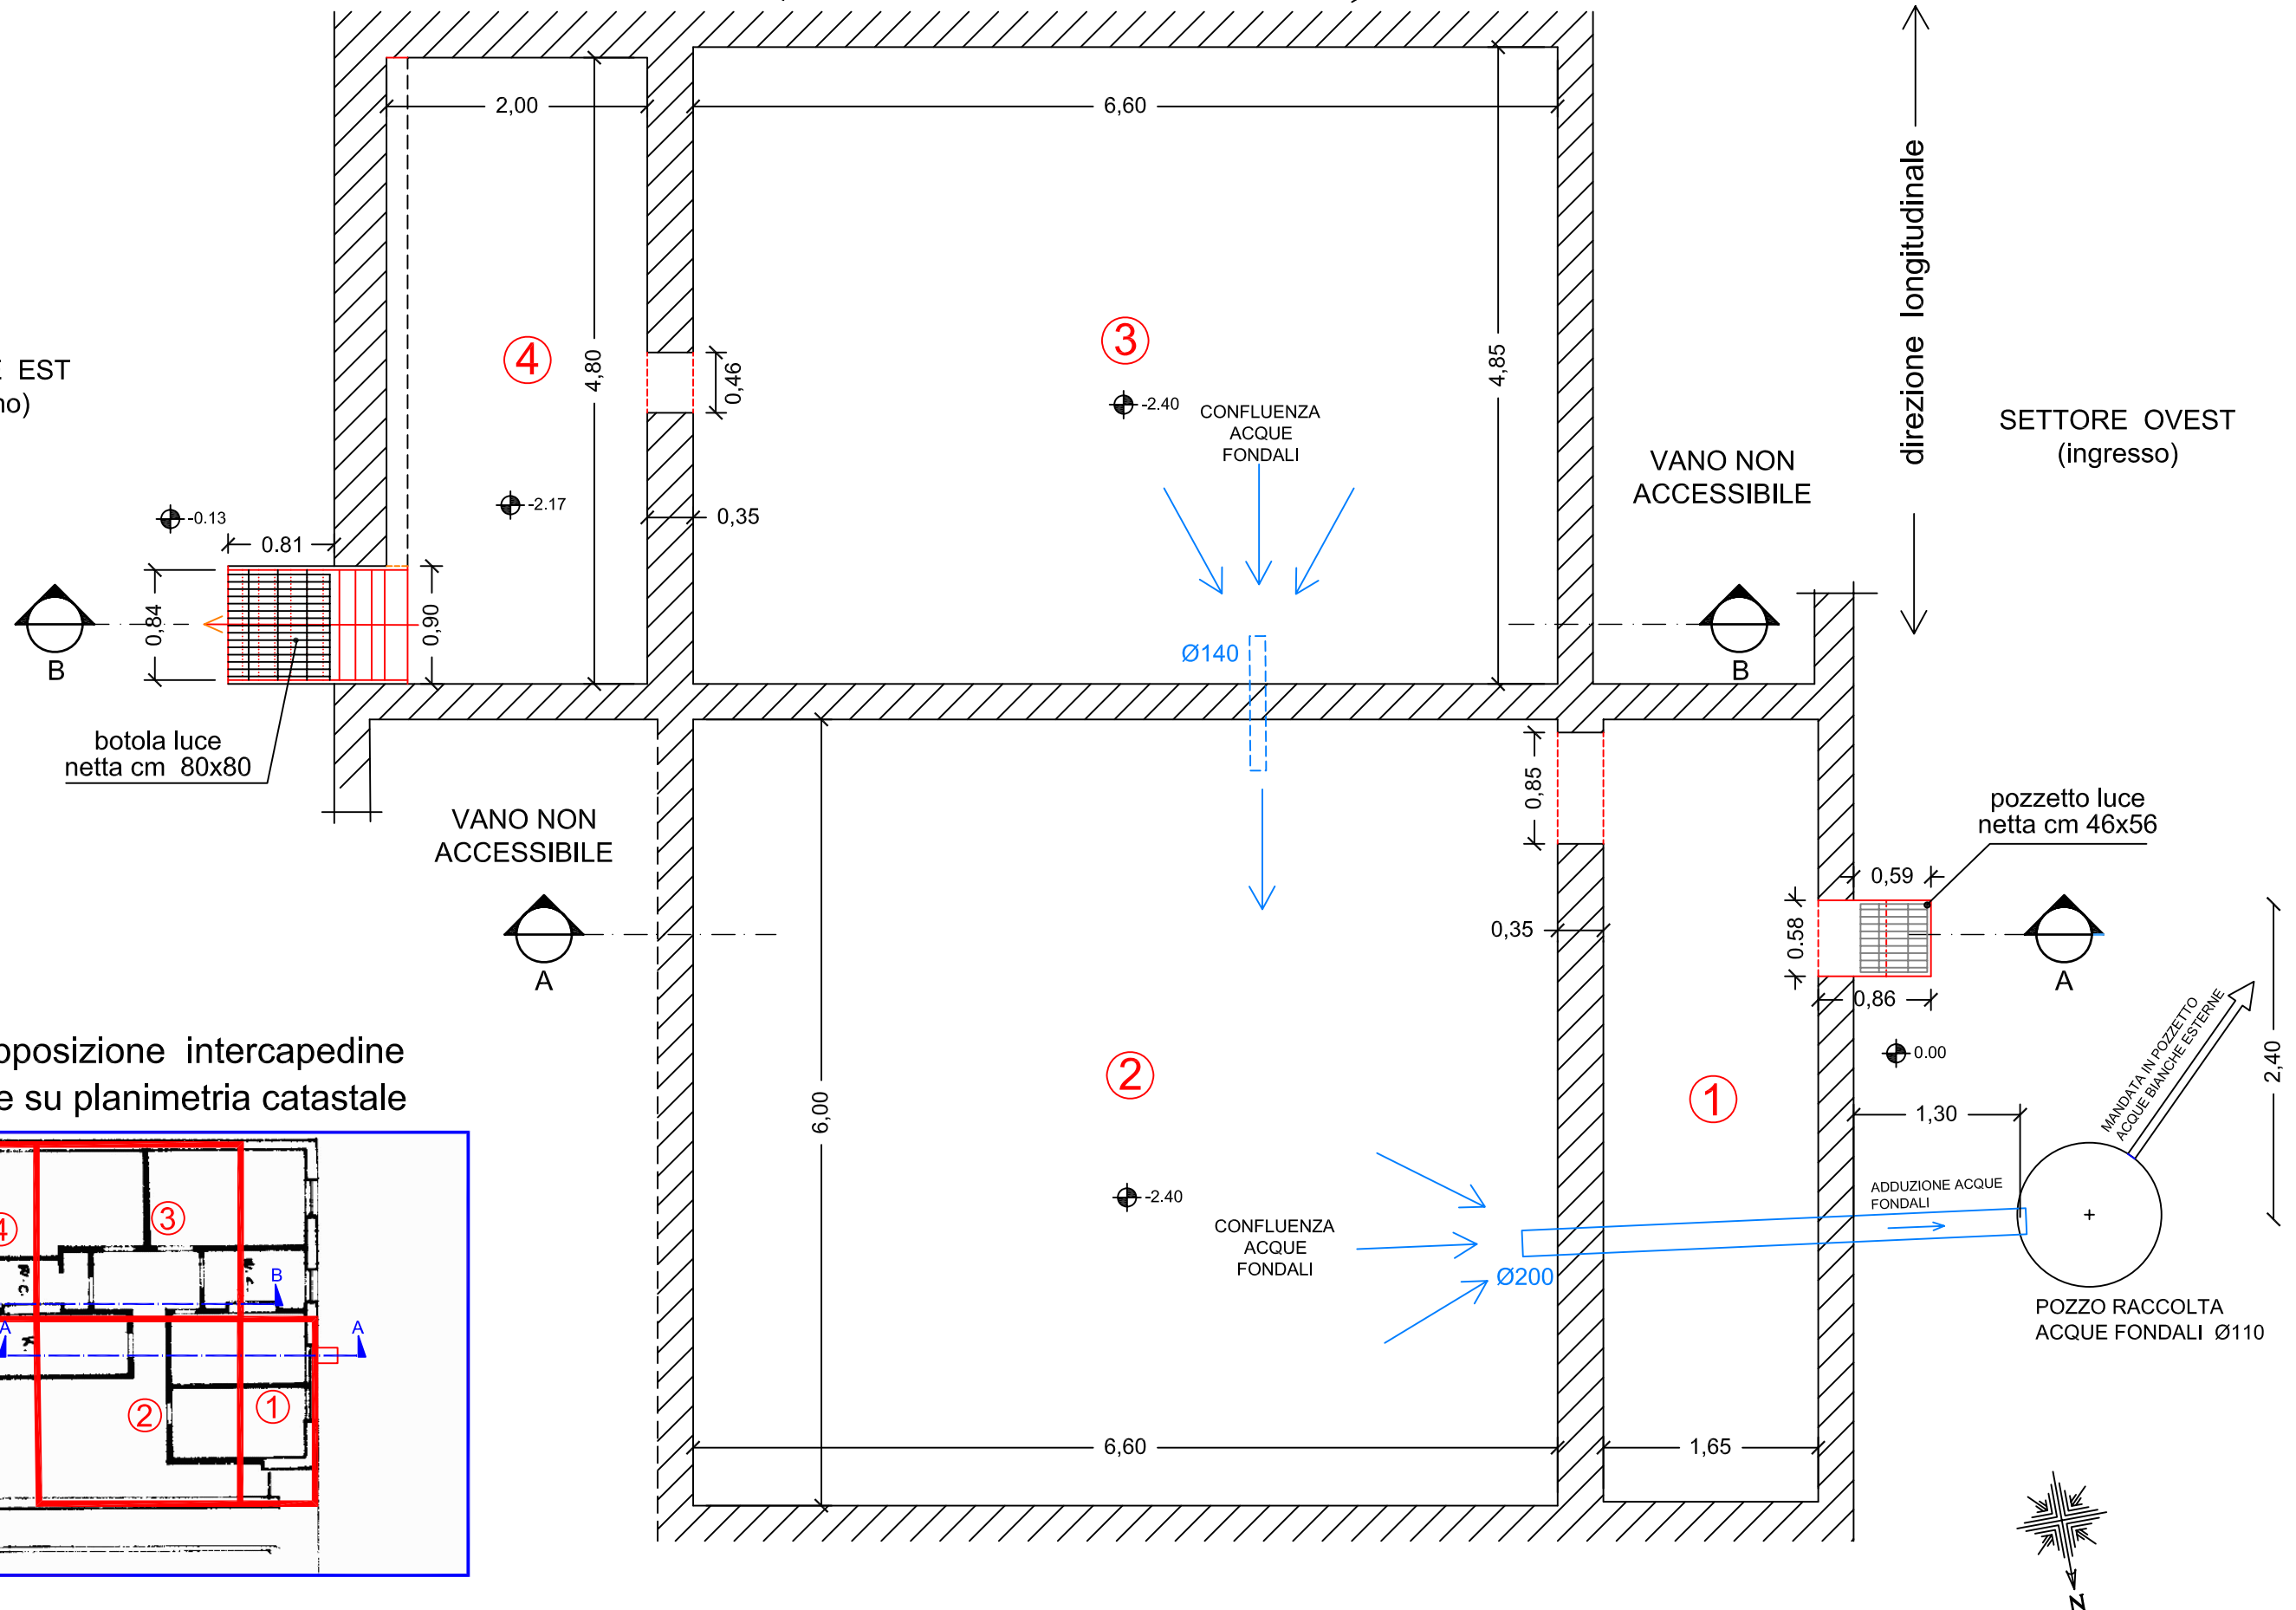 2,00
6,60
4,80
4,85
④
③
0,46
-2.40
-2.17
0,35
-0.13
0.81
0,84
0,90
EST
B
botola luce
netta cm 80x80
CONFLUENZA
ACQUE
FONDALI
Ø140
VANO NON
ACCESSIBILE
B
direzione longitudinale
SETTORE OVEST
(ingresso)
VANO NON
ACCESSIBILE
A
6,00
0,85
0,35
②
-2.40
CONFLUENZA
ACQUE
FONDALI
Ø200
6,60
1,65
①
pozzetto luce
netta cm 46x56
0,59
0.58
0,86
A
0.00
1,30
2,40
MANDATA IN POZZETTO
ACQUE BIANCHE ESTERNE
ADDUZIONE ACQUE
FONDALI
POZZO RACCOLTA
ACQUE FONDALI Ø110
N
intercapedine
su planimetria catastale
③
B
A
A
②
①